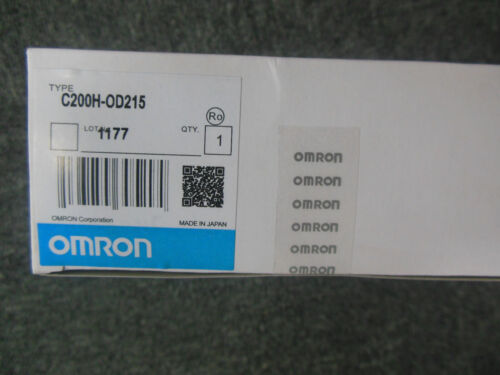 TYPE
C200H-OD215
Ro
LOT No. 1177 QTY. 1
OMRON Corporation
MADE IN JAPAN
OMRON
OMRON
OMRON
OMRON
OMRON
OMRON
OMRON